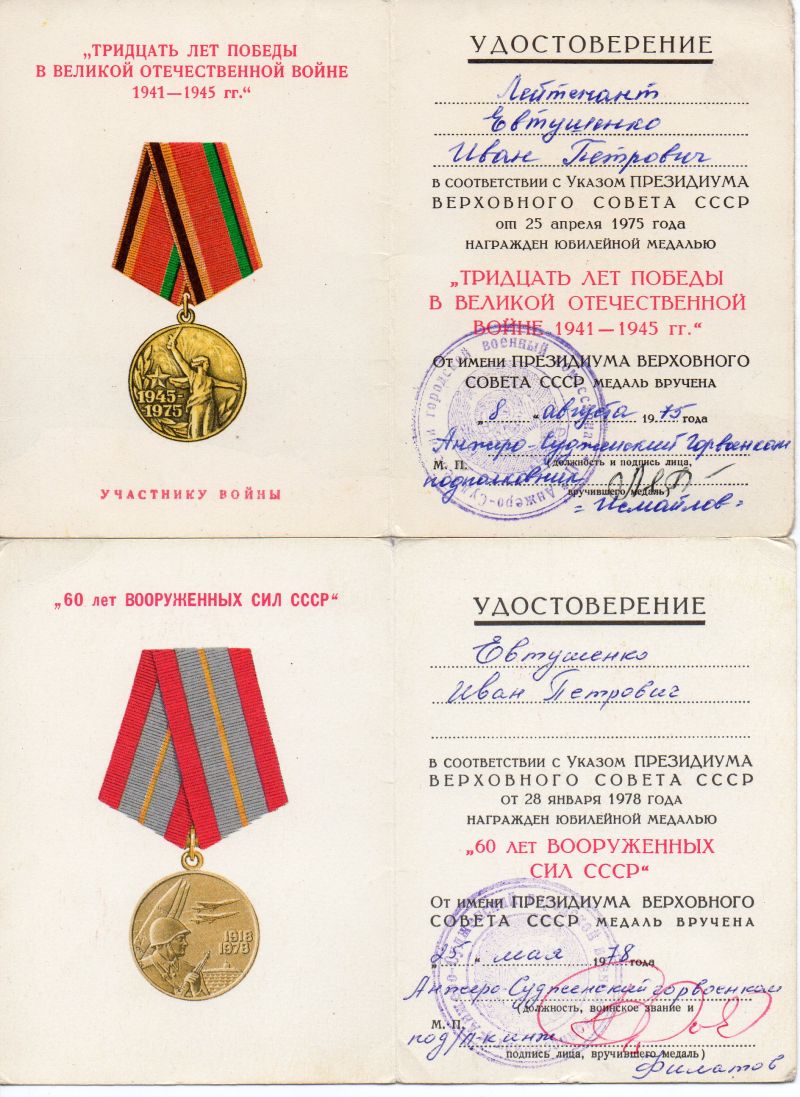 „ТРИДЦАТЬ ЛЕТ ПОБЕДЫ
В ВЕЛИКОЙ ОТЕЧЕСТВЕННОЙ ВОЙНЕ
1941—1945 гг.“
1945-
1975
УЧАСТНИКУ ВОЙНЫ
УДОСТОВЕРЕНИЕ
Лейтенант
Евтушенко
Иван Петрович
В СООТВЕТСТВИИ С УКАЗОМ ПРЕЗИДИУМА
ВЕРХОВНОГО СОВЕТА СССР
от 25 апреля 1975 года
НАГРАЖДЕН ЮБИЛЕЙНОЙ МЕДАЛЬЮ
„ТРИДЦАТЬ ЛЕТ ПОБЕДЫ
В ВЕЛИКОЙ ОТЕЧЕСТВЕННОЙ
ВОЙНЕ 1941—1945 гг.“
ОТ ИМЕНИ ПРЕЗИДИУМА ВЕРХОВНОГО
СОВЕТА СССР МЕДАЛЬ ВРУЧЕНА
„8“ августа 1975 года
Анжеро-Судженский Горвоенком
М. П. (должность и подпись лица,
подполковник
вручившего медаль)
=Исмайлов=
„60 лет ВООРУЖЕННЫХ СИЛ СССР“
1918
1978
УДОСТОВЕРЕНИЕ
Евтушенко
Иван Петрович
В СООТВЕТСТВИИ С УКАЗОМ ПРЕЗИДИУМА
ВЕРХОВНОГО СОВЕТА СССР
ОТ 28 ЯНВАРЯ 1978 ГОДА
НАГРАЖДЕН ЮБИЛЕЙНОЙ МЕДАЛЬЮ
„60 ЛЕТ ВООРУЖЕННЫХ
СИЛ СССР“
ОТ ИМЕНИ ПРЕЗИДИУМА ВЕРХОВНОГО
СОВЕТА СССР МЕДАЛЬ ВРУЧЕНА
„25“ мая 1978 года
Анжеро-Судженский горвоенком
(должность, воинское звание и
М. П.
подпись лица, вручившего медаль)
Филатов